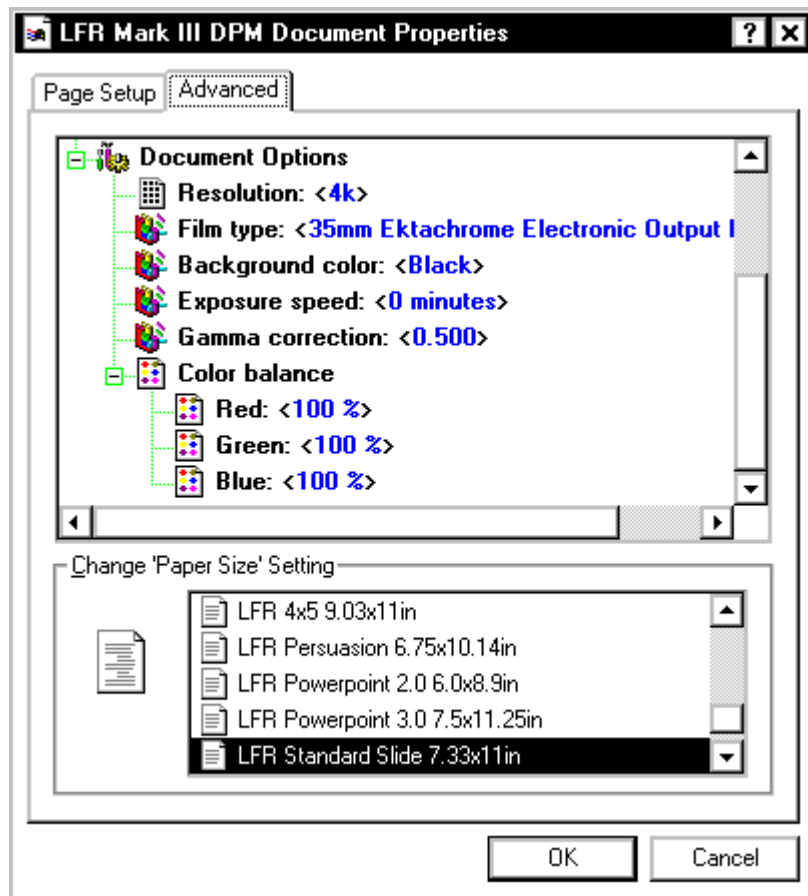 LFR Mark III DPM Document Properties
Page Setup
Advanced
Document Options
Resolution: <4k>
Film type: <35mm Ektachrome Electronic Output
Background color: <Black>
Exposure speed: <0 minutes>
Gamma correction: <0.500>
Color balance
Red: <100 %>
Green: <100 %>
Blue: <100 %>
Change 'Paper Size' Setting
LFR 4x5 9.03x11in
LFR Persuasion 6.75x10.14in
LFR Powerpoint 2.0 6.0x8.9in
LFR Powerpoint 3.0 7.5x11.25in
LFR Standard Slide 7.33x11in
OK
Cancel